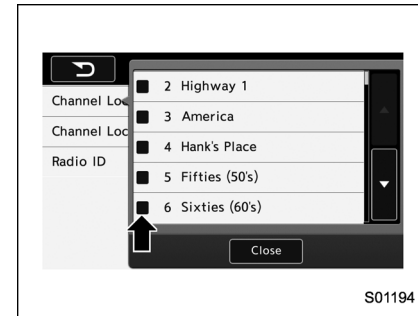 2 Highway 1
Channel Loc
3 America
Channel Loc
4 Hank's Place
Radio ID
5 Fifties (50's)
6 Sixties (60's)
Close
S01194